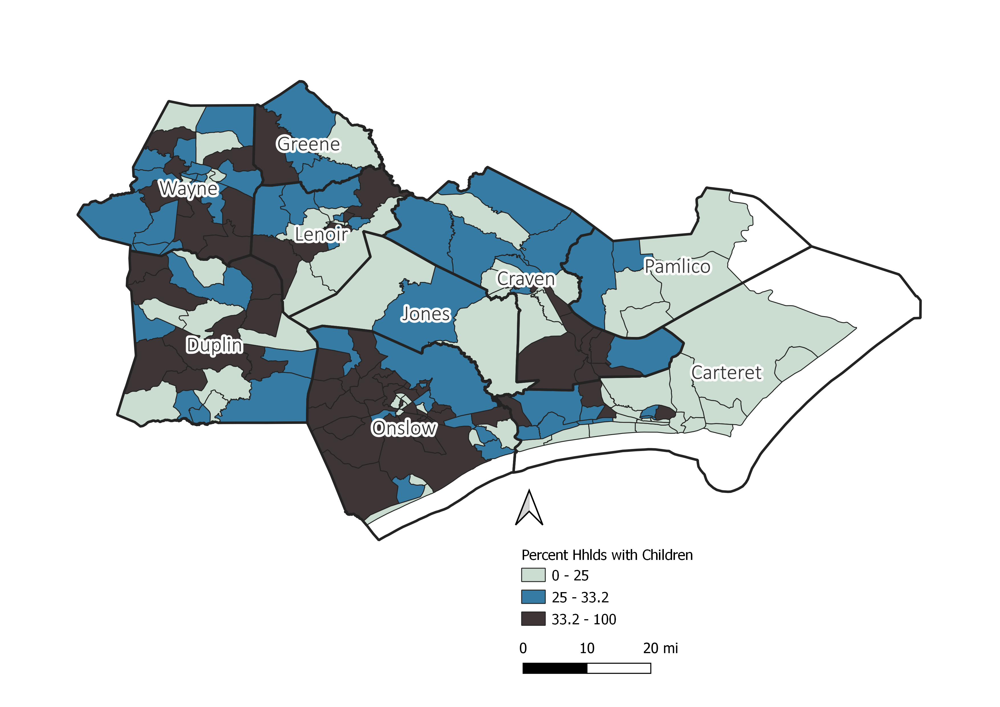 Greene
Wayne
Lenoir
Pamlico
Craven
Jones
Duplin
Carteret
Onslow
Percent Hhlds with Children
0 - 25
25 - 33.2
33.2 - 100
0 10 20 mi